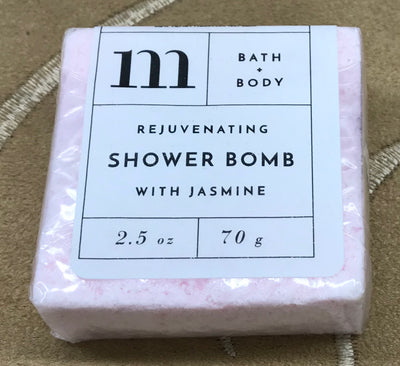 m
BATH
+
BODY
REJUVENATING
SHOWER BOMB
WITH JASMINE
2.5 oz
70 g